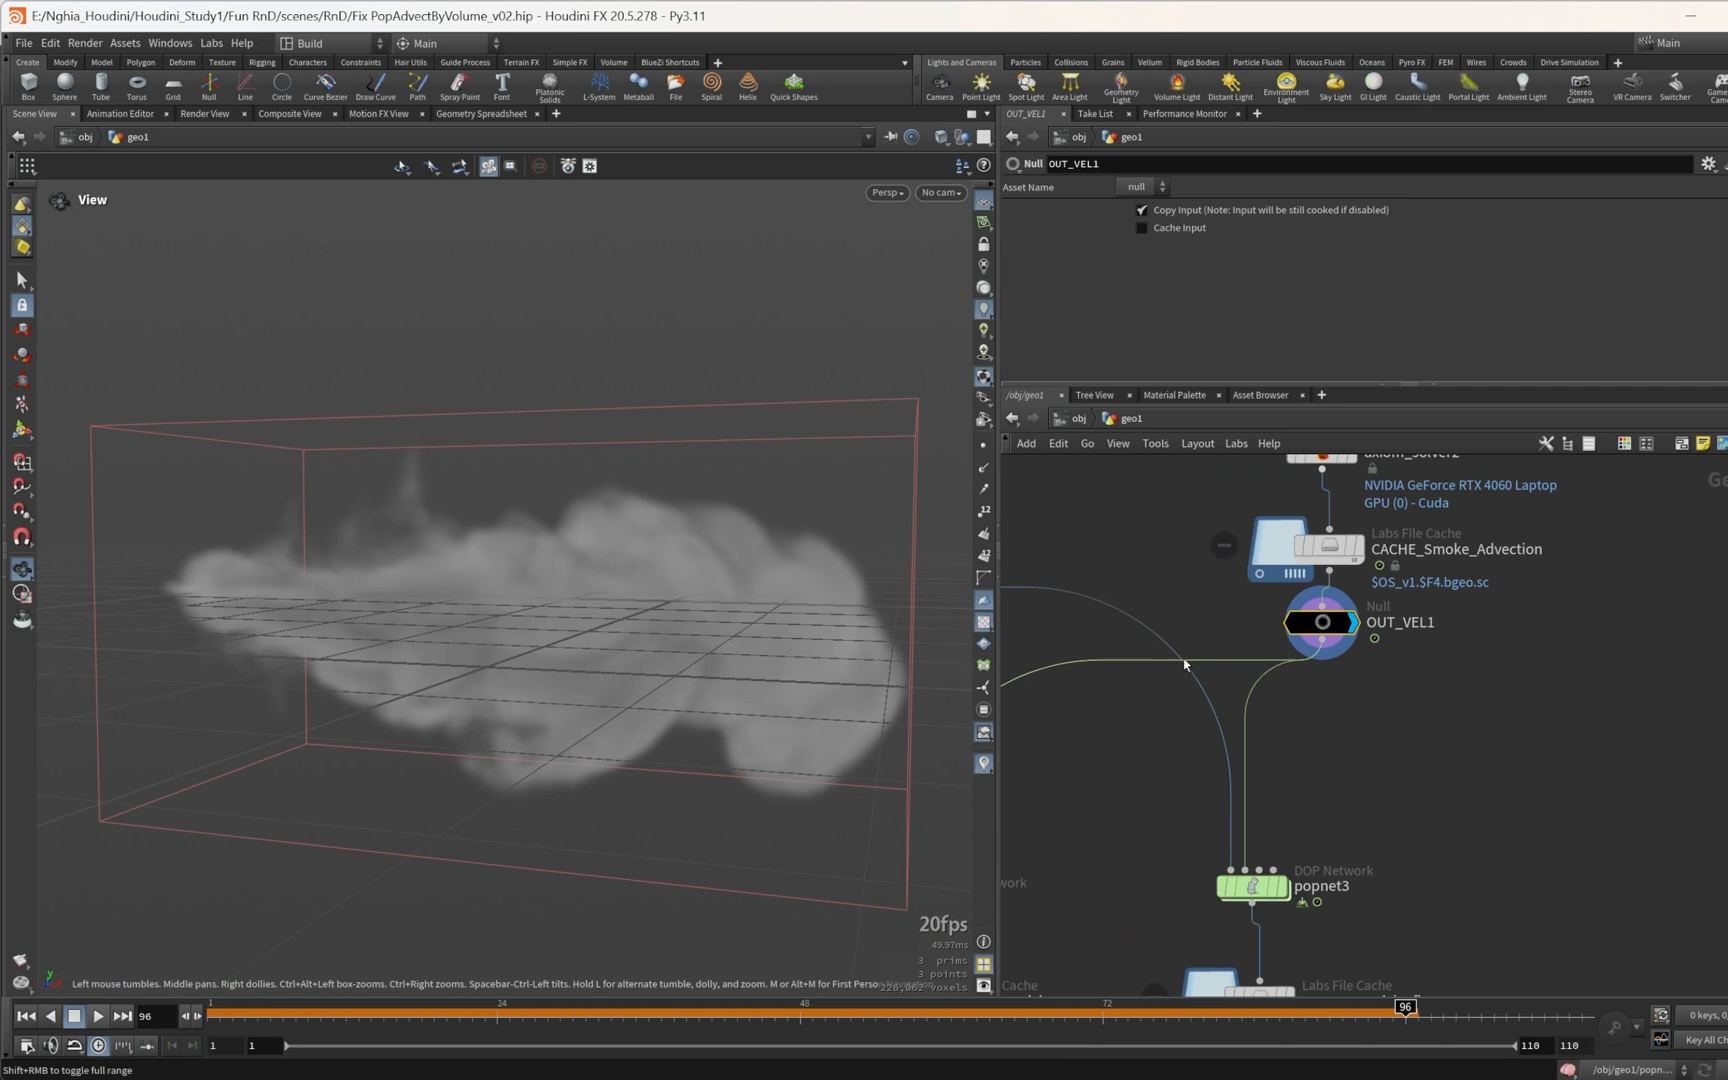 E:/Nghia_Houdini/Houdini_Study1/Fun RnD/scenes/RnD/Fix PopAdvectByVolume_v02.hip - Houdini FX 20.5.278 - Py3.11
File Edit Render Assets Windows Labs Help Build Main Main
Create Modify Model Polygon Deform Texture Rigging Characters Constraints Hair Utils Guide Process Terrain FX Simple FX Volume BlueZi Shortcuts
Lights and Cameras Particles Collisions Grains Vellum Rigid Bodies Particle Fluids Viscous Fluids Oceans Pyro FX FEM Wires Crowds Drive Simulation
Box Sphere Tube Torus Grid Null Line Circle Curve Bezier Draw Curve Path Spray Paint Font Platonic Solids L-System Metaball File Spiral Helix Quick Shapes
Camera Point Light Spot Light Area Light Geometry Light Volume Light Distant Light Environment Light Sky Light GI Light Caustic Light Portal Light Ambient Light Stereo Camera VR Camera Switcher
Scene View Animation Editor Render View Composite View Motion FX View Geometry Spreadsheet
OUT_VEL1 Take List Performance Monitor
obj geo1
obj geo1
Null OUT_VEL1
Asset Name null
Copy Input (Note: Input will be still cooked if disabled)
Cache Input
View
Persp No cam
/obj/geo1 Tree View Material Palette Asset Browser
obj geo1
Add Edit Go View Tools Layout Labs Help
NVIDIA GeForce RTX 4060 Laptop
GPU (0) - Cuda
Labs File Cache
CACHE_Smoke_Advection
$OS_v1.$F4.bgeo.sc
Null
OUT_VEL1
DOP Network
popnet3
Labs File Cache
20fps
49.97ms
3 prims
3 points
Left mouse tumbles. Middle pans. Right dollies. Ctrl+Alt+Left box-zooms. Ctrl+Right zooms. Spacebar-Ctrl-Left tilts. Hold L for alternate tumble, dolly, and zoom. M or Alt+M for First Perso
96
1 24 48 72 96
0 keys, 0
1 1 110 110
Key All Ch
Shift+RMB to toggle full range
/obj/geo1/popn...